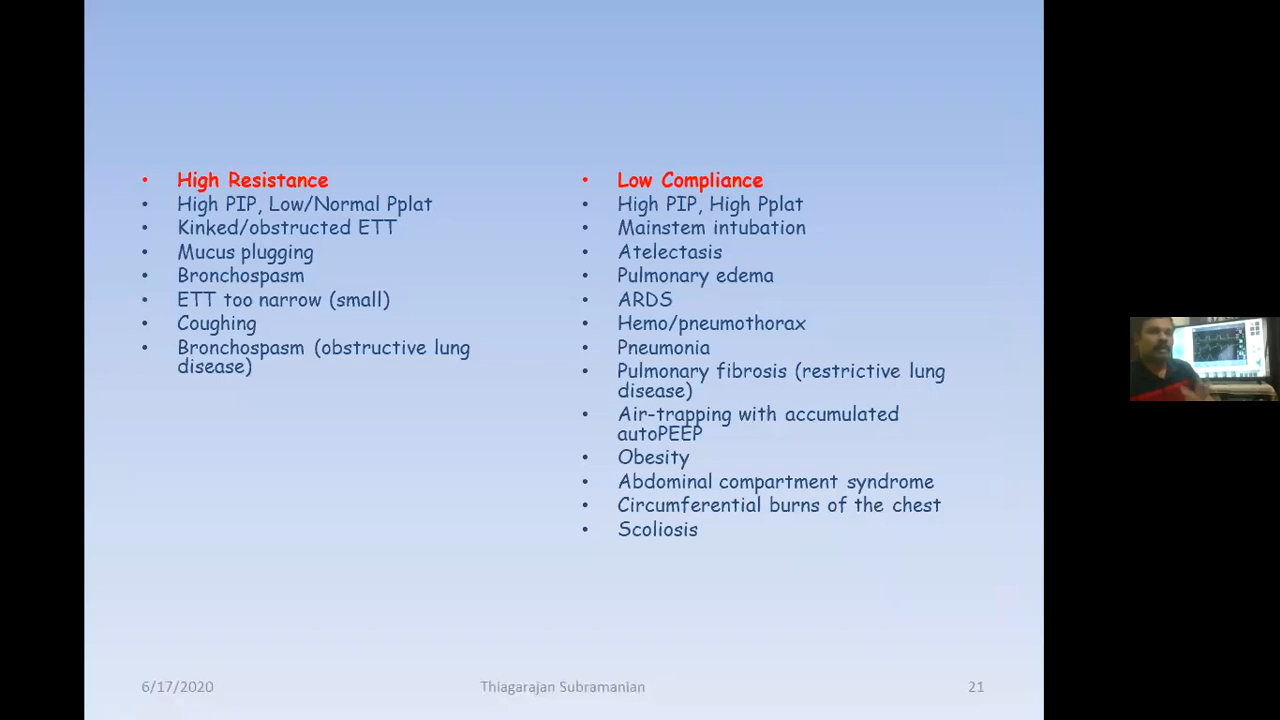 High Resistance
High PIP, Low/Normal Pplat
Kinked/obstructed ETT
Mucus plugging
Bronchospasm
ETT too narrow (small)
Coughing
Bronchospasm (obstructive lung
disease)
Low Compliance
High PIP, High Pplat
Mainstem intubation
Atelectasis
Pulmonary edema
ARDS
Hemo/pneumothorax
Pneumonia
Pulmonary fibrosis (restrictive lung
disease)
Air-trapping with accumulated
autoPEEP
Obesity
Abdominal compartment syndrome
Circumferential burns of the chest
Scoliosis
6/17/2020
Thiagarajan Subramanian
21